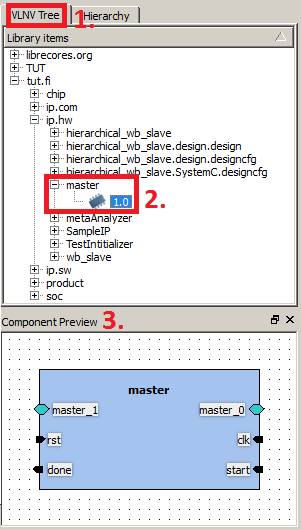 VLNV Tree 1. Hierarchy
Library items
librecores.org
TUT
tut.fi
chip
ip.com
ip.hw
hierarchical_wb_slave
hierarchical_wb_slave.design.design
hierarchical_wb_slave.design.designcfg
hierarchical_wb_slave.SystemC.designcfg
master
1.0 2.
metaAnalyzer
SampleIP
TestInitializer
wb_slave
ip.sw
product
soc
Component Preview 3.
master
master_1 master_0
rst clk
done start